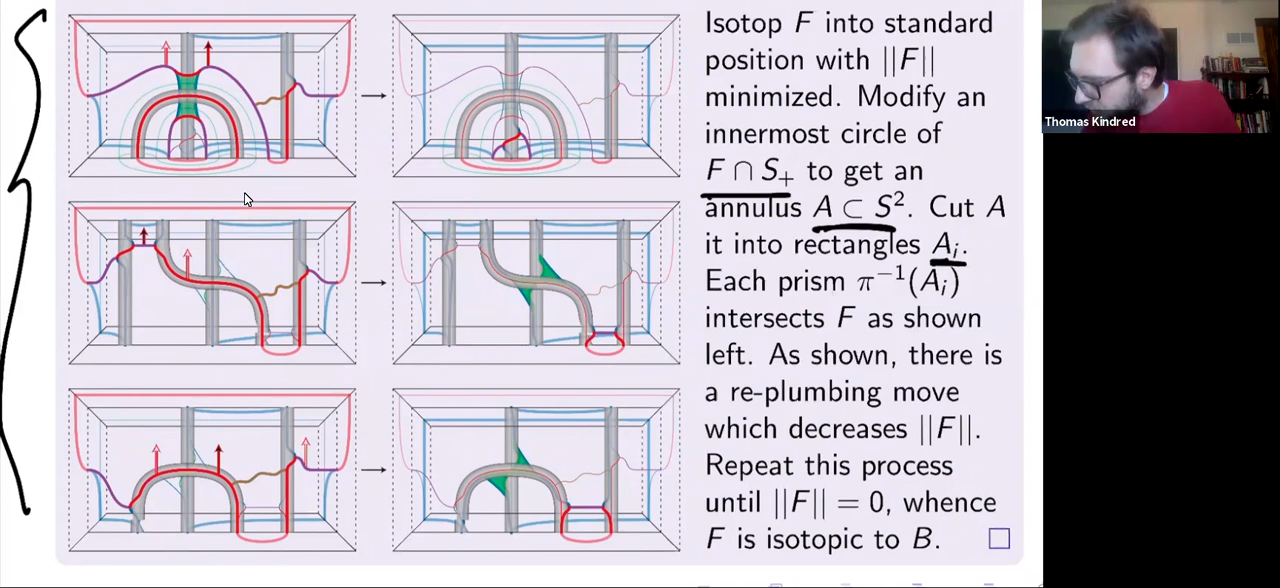 Isotop F into standard
position with ||F||
minimized. Modify an
innermost circle of
F ∩ S₊ to get an
annulus A ⊂ S². Cut A
it into rectangles Aᵢ.
Each prism π⁻¹(Aᵢ)
intersects F as shown
left. As shown, there is
a re-plumbing move
which decreases ||F||.
Repeat this process
until ||F|| = 0, whence
F is isotopic to B. □
Thomas Kindred